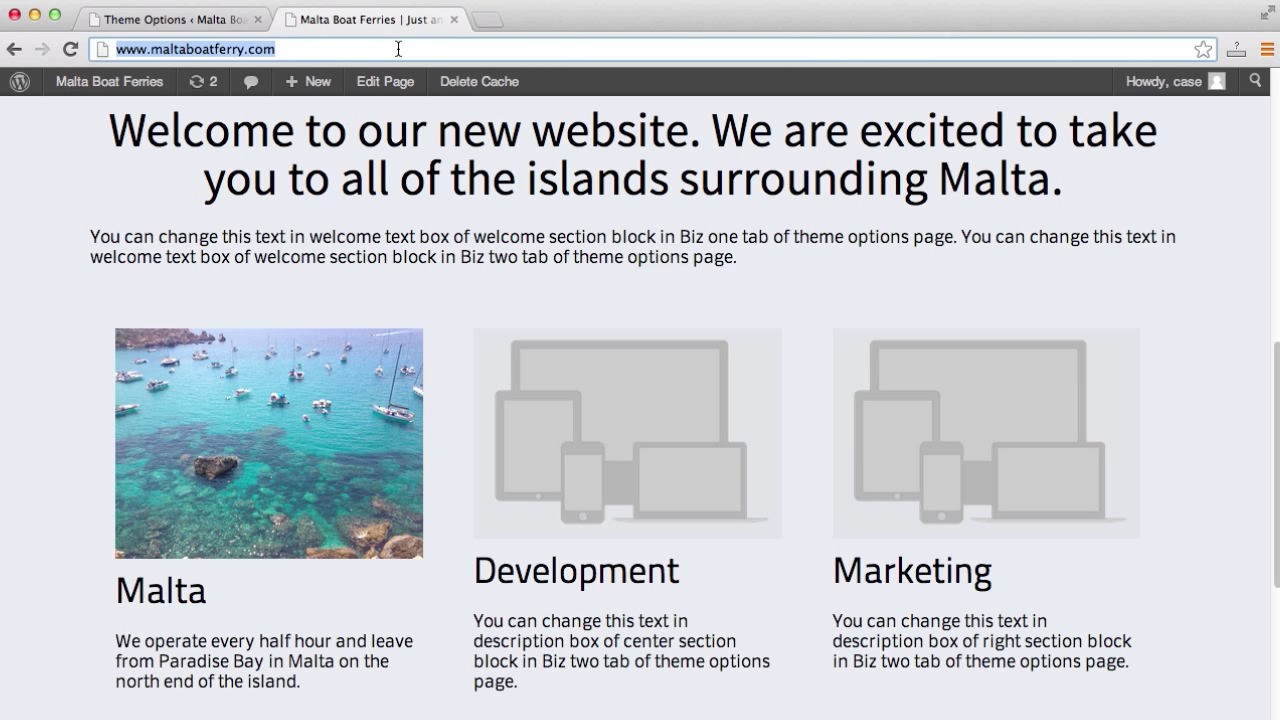 Theme Options ‹ Malta Boa
Malta Boat Ferries | Just an
www.maltaboatferry.com
?
Malta Boat Ferries 2 + New Edit Page Delete Cache Howdy, case
Welcome to our new website. We are excited to take
you to all of the islands surrounding Malta.
You can change this text in welcome text box of welcome section block in Biz one tab of theme options page. You can change this text in
welcome text box of welcome section block in Biz two tab of theme options page.
Malta
We operate every half hour and leave
from Paradise Bay in Malta on the
north end of the island.
Development
You can change this text in
description box of center section
block in Biz two tab of theme options
page.
Marketing
You can change this text in
description box of right section block
in Biz two tab of theme options page.